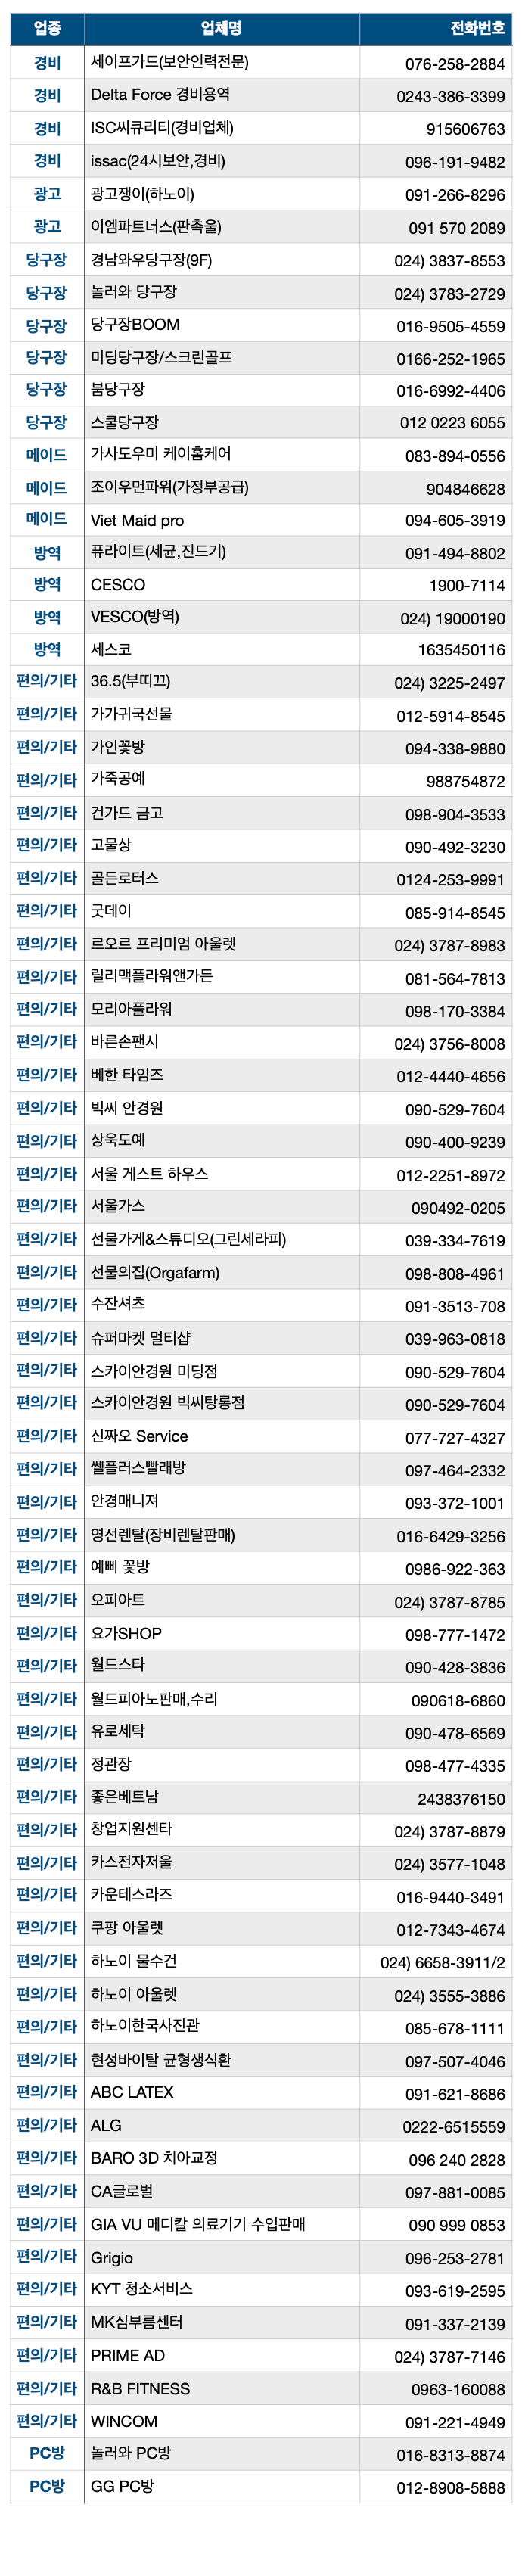 업종 업체명 전화번호
경비 세이프가드(보안인력전문) 076-258-2884
경비 Delta Force 경비용역 0243-386-3399
경비 ISC씨큐리티(경비업체) 915606763
경비 issac(24시보안,경비) 096-191-9482
광고 광고쟁이(하노이) 091-266-8296
광고 이엠파트너스(판촉울) 091 570 2089
당구장 경남와우당구장(9F) 024) 3837-8553
당구장 놀러와 당구장 024) 3783-2729
당구장 당구장BOOM 016-9505-4559
당구장 미딩당구장/스크린골프 0166-252-1965
당구장 붐당구장 016-6992-4406
당구장 스쿨당구장 012 0223 6055
메이드 가사도우미 케이홈케어 083-894-0556
메이드 조이우먼파워(가정부공급) 904846628
메이드 Viet Maid pro 094-605-3919
방역 퓨라이트(세균,진드기) 091-494-8802
방역 CESCO 1900-7114
방역 VESCO(방역) 024) 19000190
방역 세스코 1635450116
편의/기타 36.5(부띠끄) 024) 3225-2497
편의/기타 가가귀국선물 012-5914-8545
편의/기타 가인꽃방 094-338-9880
편의/기타 가죽공예 988754872
편의/기타 건가드 금고 098-904-3533
편의/기타 고물상 090-492-3230
편의/기타 골든로터스 0124-253-9991
편의/기타 굿데이 085-914-8545
편의/기타 르오르 프리미엄 아울렛 024) 3787-8983
편의/기타 릴리맥플라워앤가든 081-564-7813
편의/기타 모리아플라워 098-170-3384
편의/기타 바른손팬시 024) 3756-8008
편의/기타 베한 타임즈 012-4440-4656
편의/기타 빅씨 안경원 090-529-7604
편의/기타 상욱도예 090-400-9239
편의/기타 서울 게스트 하우스 012-2251-8972
편의/기타 서울가스 090492-0205
편의/기타 선물가게&스튜디오(그린세라피) 039-334-7619
편의/기타 선물의집(Orgafarm) 098-808-4961
편의/기타 수잔셔츠 091-3513-708
편의/기타 슈퍼마켓 멀티샵 039-963-0818
편의/기타 스카이안경원 미딩점 090-529-7604
편의/기타 스카이안경원 빅씨탕롱점 090-529-7604
편의/기타 신짜오 Service 077-727-4327
편의/기타 쎌플러스빨래방 097-464-2332
편의/기타 안경매니져 093-372-1001
편의/기타 영선렌탈(장비렌탈판매) 016-6429-3256
편의/기타 예삐 꽃방 0986-922-363
편의/기타 오피아트 024) 3787-8785
편의/기타 요가SHOP 098-777-1472
편의/기타 월드스타 090-428-3836
편의/기타 월드피아노판매,수리 090618-6860
편의/기타 유로세탁 090-478-6569
편의/기타 정관장 098-477-4335
편의/기타 좋은베트남 2438376150
편의/기타 창업지원센타 024) 3787-8879
편의/기타 카스전자저울 024) 3577-1048
편의/기타 카운테스라즈 016-9440-3491
편의/기타 쿠팡 아울렛 012-7343-4674
편의/기타 하노이 물수건 024) 6658-3911/2
편의/기타 하노이 아울렛 024) 3555-3886
편의/기타 하노이한국사진관 085-678-1111
편의/기타 현성바이탈 균형생식환 097-507-4046
편의/기타 ABC LATEX 091-621-8686
편의/기타 ALG 0222-6515559
편의/기타 BARO 3D 치아교정 096 240 2828
편의/기타 CA글로벌 097-881-0085
편의/기타 GIA VU 메디칼 의료기기 수입판매 090 999 0853
편의/기타 Grigio 096-253-2781
편의/기타 KYT 청소서비스 093-619-2595
편의/기타 MK심부름센터 091-337-2139
편의/기타 PRIME AD 024) 3787-7146
편의/기타 R&B FITNESS 0963-160088
편의/기타 WINCOM 091-221-4949
PC방 놀러와 PC방 016-8313-8874
PC방 GG PC방 012-8908-5888